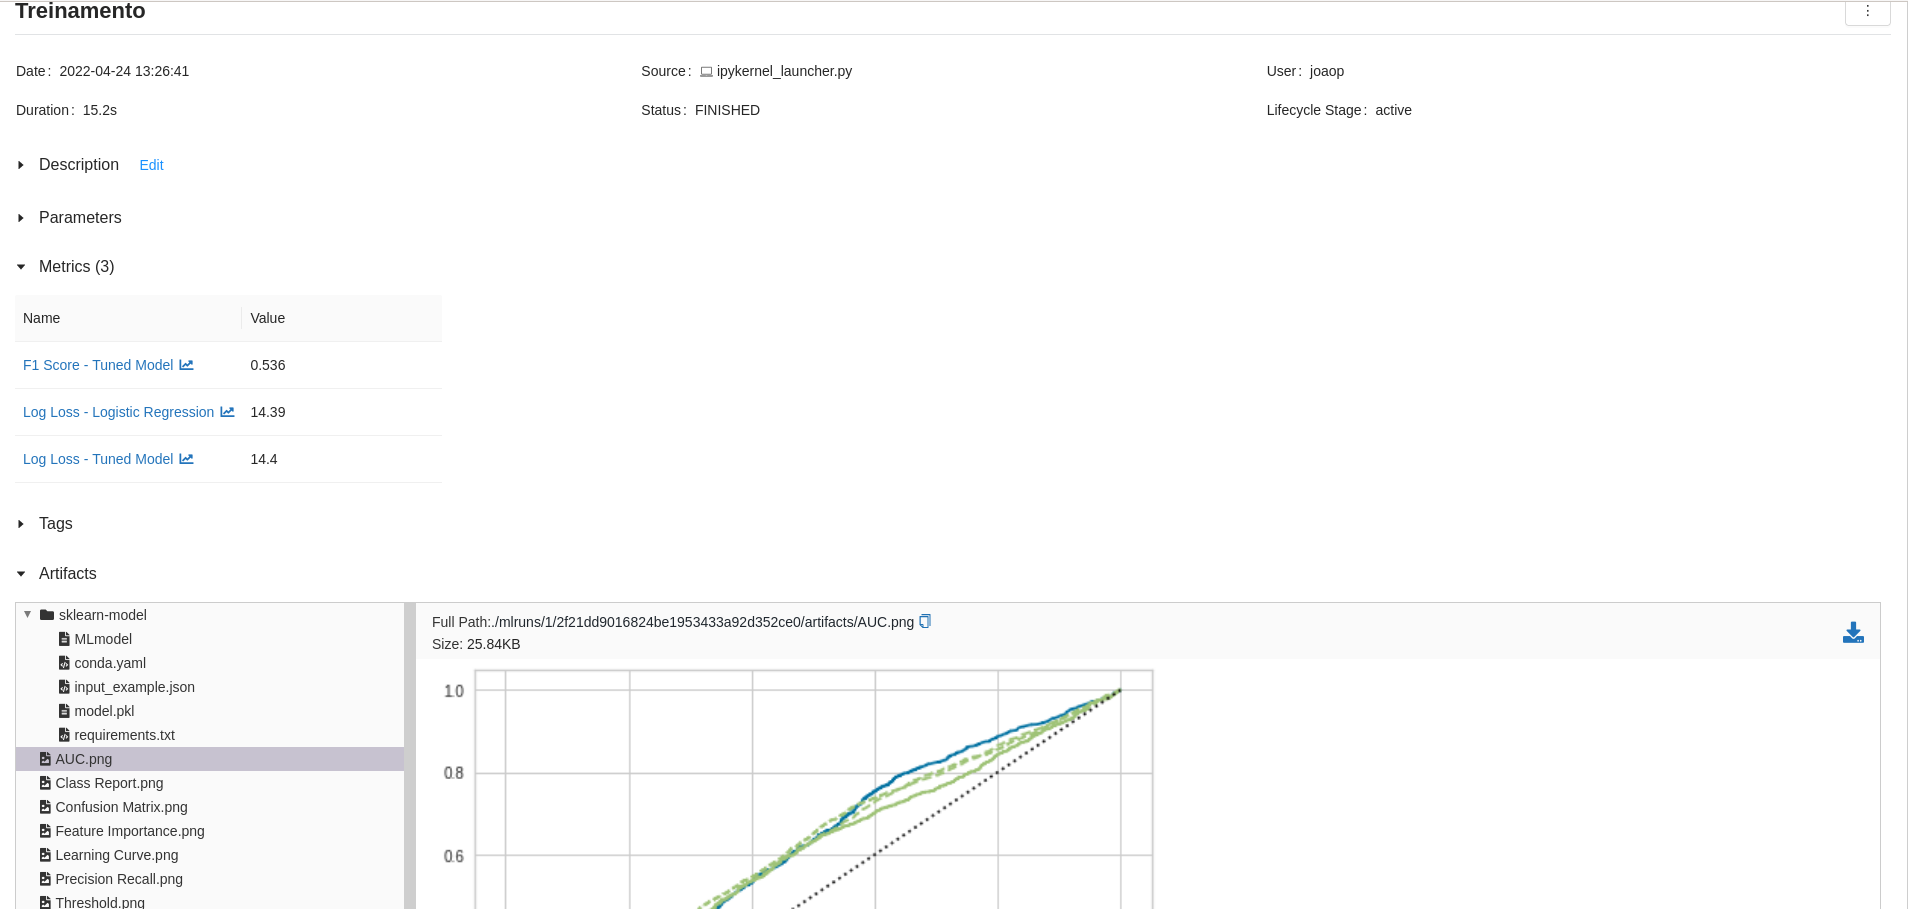 Treinamento
Date: 2022-04-24 13:26:41
Source: ipykernel_launcher.py
User: joaop
Duration: 15.2s
Status: FINISHED
Lifecycle Stage: active
Description Edit
Parameters
Metrics (3)
Name Value
F1 Score - Tuned Model 0.536
Log Loss - Logistic Regression 14.39
Log Loss - Tuned Model 14.4
Tags
Artifacts
sklearn-model
MLmodel
conda.yaml
input_example.json
model.pkl
requirements.txt
AUC.png
Class Report.png
Confusion Matrix.png
Feature Importance.png
Learning Curve.png
Precision Recall.png
Threshold.png
Full Path:./mlruns/1/2f21dd9016824be1953433a92d352ce0/artifacts/AUC.png
Size: 25.84KB
1.0
0.8
0.6